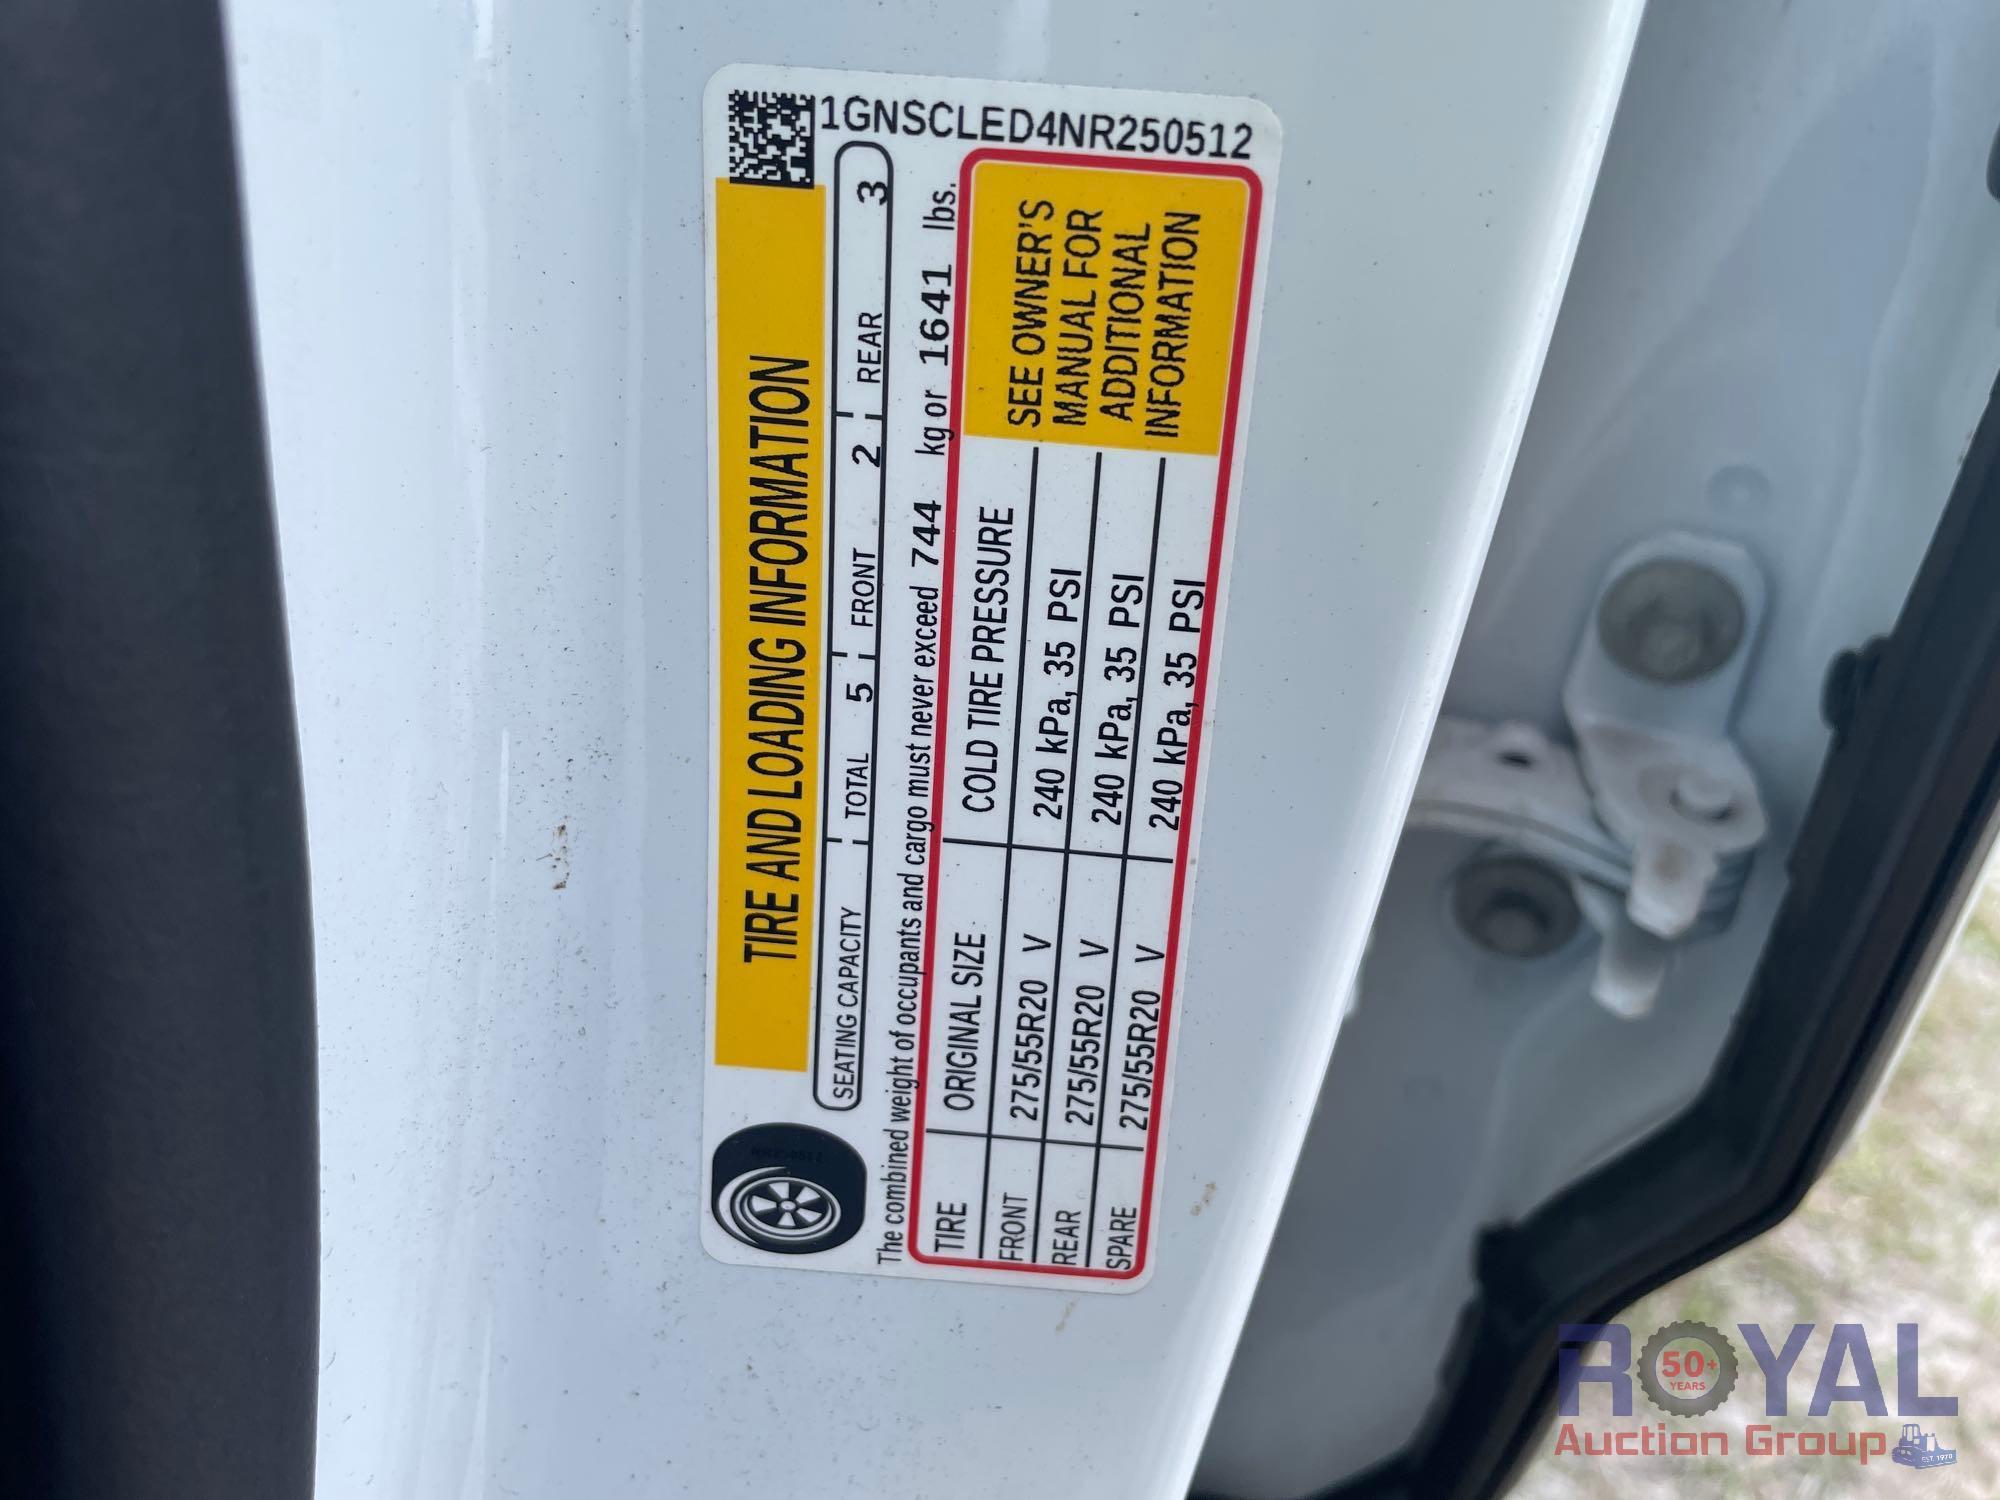 1GNSCLED4NR250512
TIRE AND LOADING INFORMATION
SEATING CAPACITY TOTAL 5 FRONT 2 REAR 3
The combined weight of occupants and cargo must never exceed 744 kg or 1641 lbs.
TIRE ORIGINAL SIZE COLD TIRE PRESSURE
FRONT 275/55R20 V 240 kPa, 35 PSI
REAR 275/55R20 V 240 kPa, 35 PSI
SPARE 275/55R20 V 240 kPa, 35 PSI
SEE OWNER'S
MANUAL FOR
ADDITIONAL
INFORMATION
NR250512
ROYAL
50+
YEARS
Auction Group
EST. 1970